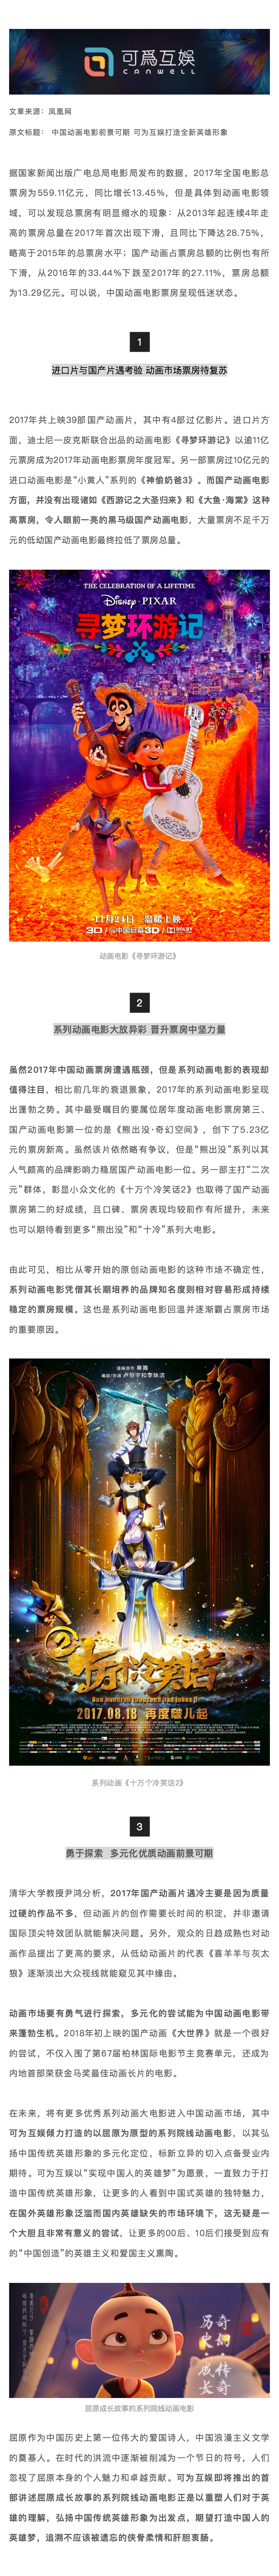 可爲互娱
CANWELL
文章来源：凤凰网
原文标题： 中国动画电影前景可期 可为互娱打造全新英雄形象
据国家新闻出版广电总局电影局发布的数据，2017年全国电影总
票房为559.11亿元，同比增长13.45%，但是具体到动画电影领
域，可以发现总票房有明显缩水的现象：从2013年起连续4年走
高的票房总量在2017年首次出现下滑，且同比下降达28.75%，
略高于2015年的总票房水平；国产动画占票房总额的比例也有所
下滑，从2016年的33.44%下跌至2017年的27.11%，票房总额
为13.29亿元。可以说，中国动画电影票房呈现低迷状态。
1
进口片与国产片遇考验 动画市场票房待复苏
2017年共上映39部国产动画片，其中有4部过亿影片。进口片方
面，迪士尼—皮克斯联合出品的动画电影《寻梦环游记》以逾11
亿元票房成为2017年动画电影票房年度冠军。另一部票房过10亿元的
进口动画电影是“小黄人”系列的《神偷奶爸3》。而国产动画电影
方面，并没有出现诸如《西游记之大圣归来》和《大鱼·海棠》这种
高票房，令人眼前一亮的黑马级国产动画电影，大量票房不足千万
元的低幼国产动画电影最终拉低了票房总量。
THE CELEBRATION OF A LIFETIME
Disney·PIXAR
寻梦环游记
11月24日 温暖上映
3D 中国巨幕3D DOLBY
动画电影《寻梦环游记》
2
系列动画电影大放异彩 晋升票房中坚力量
虽然2017年中国动画票房遭遇瓶颈，但是系列动画电影的表现却
值得注目，相比前几年的衰退景象，2017年的系列动画电影呈现
出蓬勃之势。其中最受瞩目的要属位居年度动画电影票房第三、
国产动画电影第一位的是《熊出没·奇幻空间》，创下了5.23亿
元的票房新高。虽然该片依然略有争议，但是“熊出没”系列以其
人气颇高的品牌影响力稳居国产动画电影一位。另一部主打“二次
元”群体，彰显小众文化的《十万个冷笑话2》也取得了国产动画
票房第二的好成绩，且口碑、票房表现均较前作有所提升，未来
也可以期待看到更多“熊出没”和“十冷”系列大电影。
由此可见，相比从零开始的原创动画电影的这种市场不确定性，
系列动画电影凭借其长期培养的品牌知名度则相对容易形成持续
稳定的票房规模。这也是系列动画电影回温并逐渐霸占票房市场
的重要原因。
漫画原作 寒舞
编剧/导演 卢恒宇和李姝洁
十万个冷笑话2
One Hundred Thousand Bad Jokes 2
2017.08.18 再度做儿起
系列动画《十万个冷笑话2》
3
勇于探索 多元化优质动画前景可期
清华大学教授尹鸿分析，2017年国产动画片遇冷主要是因为质量
过硬的作品不多，但动画片的创作需要长时间的积淀，并非邀请
国际顶尖特效团队就能解决问题。另外，观众的日趋成熟也对动
画作品提出了更高的要求，从低幼动画片的代表《喜羊羊与灰太
狼》逐渐淡出大众视线就能窥见其中缘由。
动画市场要有勇气进行探索，多元化的尝试能为中国动画电影带
来蓬勃生机。2018年初上映的国产动画《大世界》就是一个很好
的尝试，不仅入围了第67届柏林国际电影节主竞赛单元，还成为
内地首部荣获金马奖最佳动画长片的电影。
在未来，将有更多优秀系列动画大电影进入中国动画市场，其中
可为互娱倾力打造的以屈原为原型的系列院线动画电影，以其弘
扬中国传统英雄形象的多元化定位，标新立异的切入点备受业内
期待。可为互娱以“实现中国人的英雄梦”为愿景，一直致力于打
造中国传统英雄形象，让更多的人看到中国式英雄的独特魅力，
在国外英雄形象泛滥而国内英雄缺失的市场环境下，这无疑是一
个大胆且非常有意义的尝试，让更多的00后、10后们接受到应有
的“中国创造”的英雄主义和爱国主义熏陶。
奇幻传奇
历史成长
屈原成长故事的系列院线动画电影
屈原作为中国历史上第一位伟大的爱国诗人，中国浪漫主义文学
的奠基人。在时代的洪流中逐渐被削减为一个节日的符号，人们
忽视了屈原本身的个人魅力和卓越贡献。可为互娱即将推出的首
部讲述屈原成长故事的系列院线动画电影正是以重塑人们对于英
雄的理解，弘扬中国传统英雄形象为出发点，期望打造中国人的
英雄梦，追溯不应该被遗忘的侠骨柔情和肝胆衷肠。